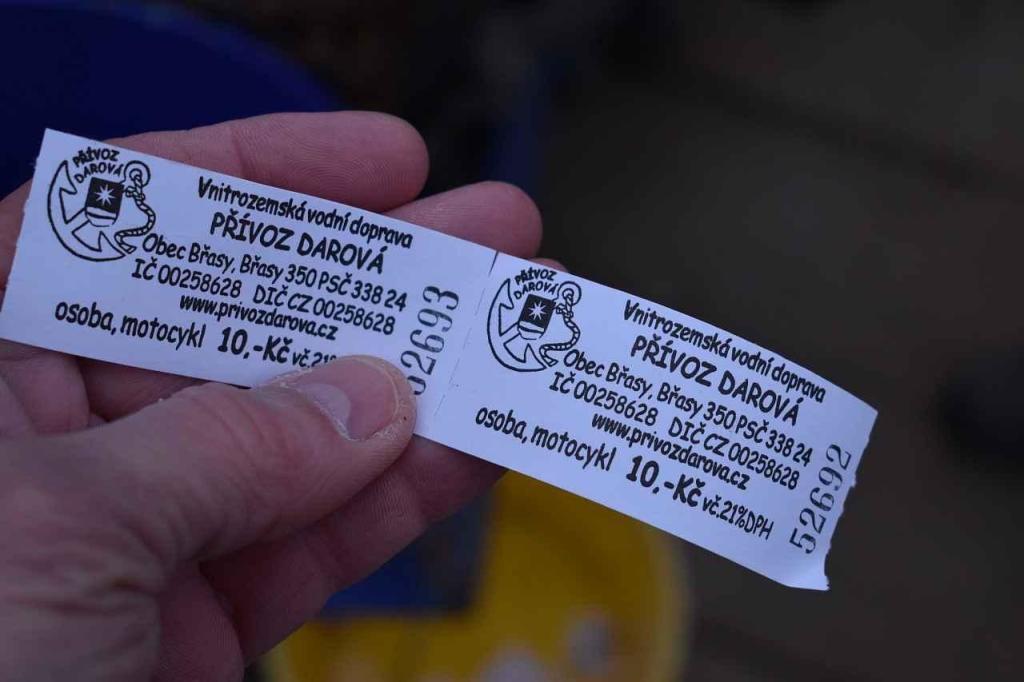 PŘÍVOZ
DAROVÁ
Vnitrozemská vodní doprava
PŘÍVOZ DAROVÁ
Obec Břasy, Břasy 350 PSČ 338 24
IČ 00258628 DIČ CZ 00258628
www.privozdarova.cz
osoba, motocykl 10,-Kč vč.21%
52693
PŘÍVOZ
DAROVÁ
Vnitrozemská vodní doprava
PŘÍVOZ DAROVÁ
Obec Břasy, Břasy 350 PSČ 338 24
IČ 00258628 DIČ CZ 00258628
www.privozdarova.cz
osoba, motocykl 10,-Kč vč.21%DPH
52692